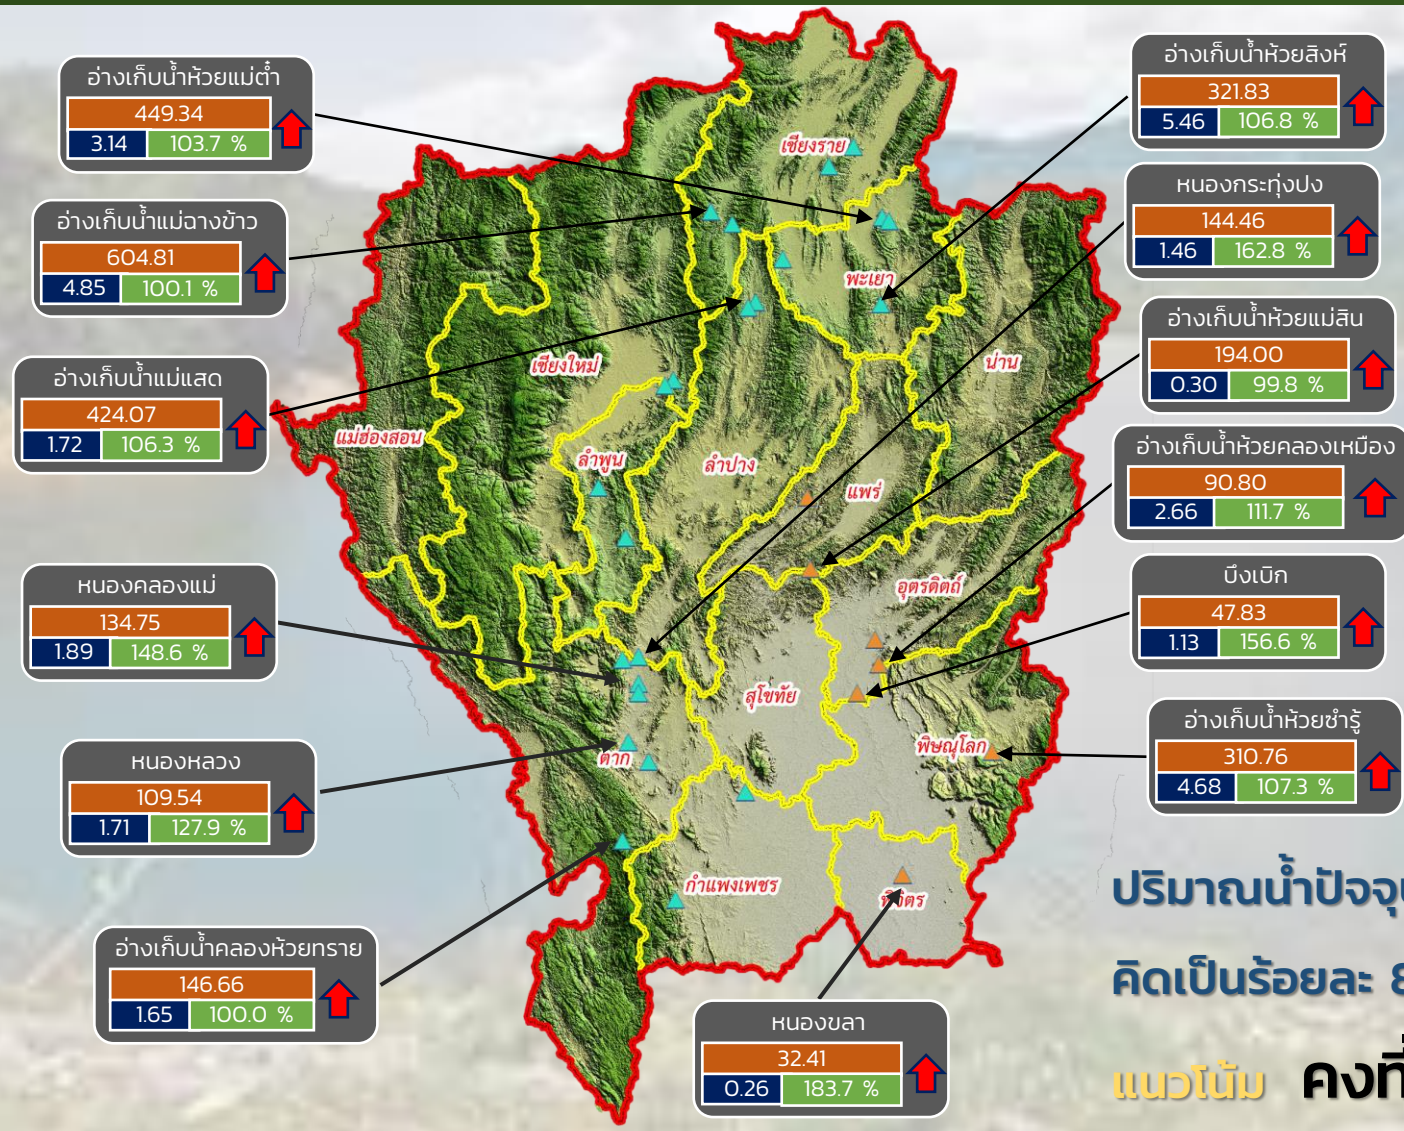 อ่างเก็บน้ำห้วยแม่ต๋ำ
449.34
3.14 103.7 %
อ่างเก็บน้ำแม่ฉางข้าว
604.81
4.85 100.1 %
อ่างเก็บน้ำแม่แสด
424.07
1.72 106.3 %
หนองคลองแม่
134.75
1.89 148.6 %
หนองหลวง
109.54
1.71 127.9 %
อ่างเก็บน้ำคลองห้วยทราย
146.66
1.65 100.0 %
เชียงราย
พะเยา
น่าน
เชียงใหม่
แม่ฮ่องสอน
ลำพูน
ลำปาง
แพร่
อุตรดิตถ์
สุโขทัย
ตาก
พิษณุโลก
กำแพงเพชร
พิจิตร
หนองขลา
32.41
0.26 183.7 %
อ่างเก็บน้ำห้วยสิงห์
321.83
5.46 106.8 %
หนองกระทุ่งปง
144.46
1.46 162.8 %
อ่างเก็บน้ำห้วยแม่สิน
194.00
0.30 99.8 %
อ่างเก็บน้ำห้วยคลองเหมือง
90.80
2.66 111.7 %
บึงเบิก
47.83
1.13 156.6 %
อ่างเก็บน้ำห้วยซำรู้
310.76
4.68 107.3 %
ปริมาณน้ำปัจจุ
คิดเป็นร้อยละ 8
แนวโน้ม คงที่